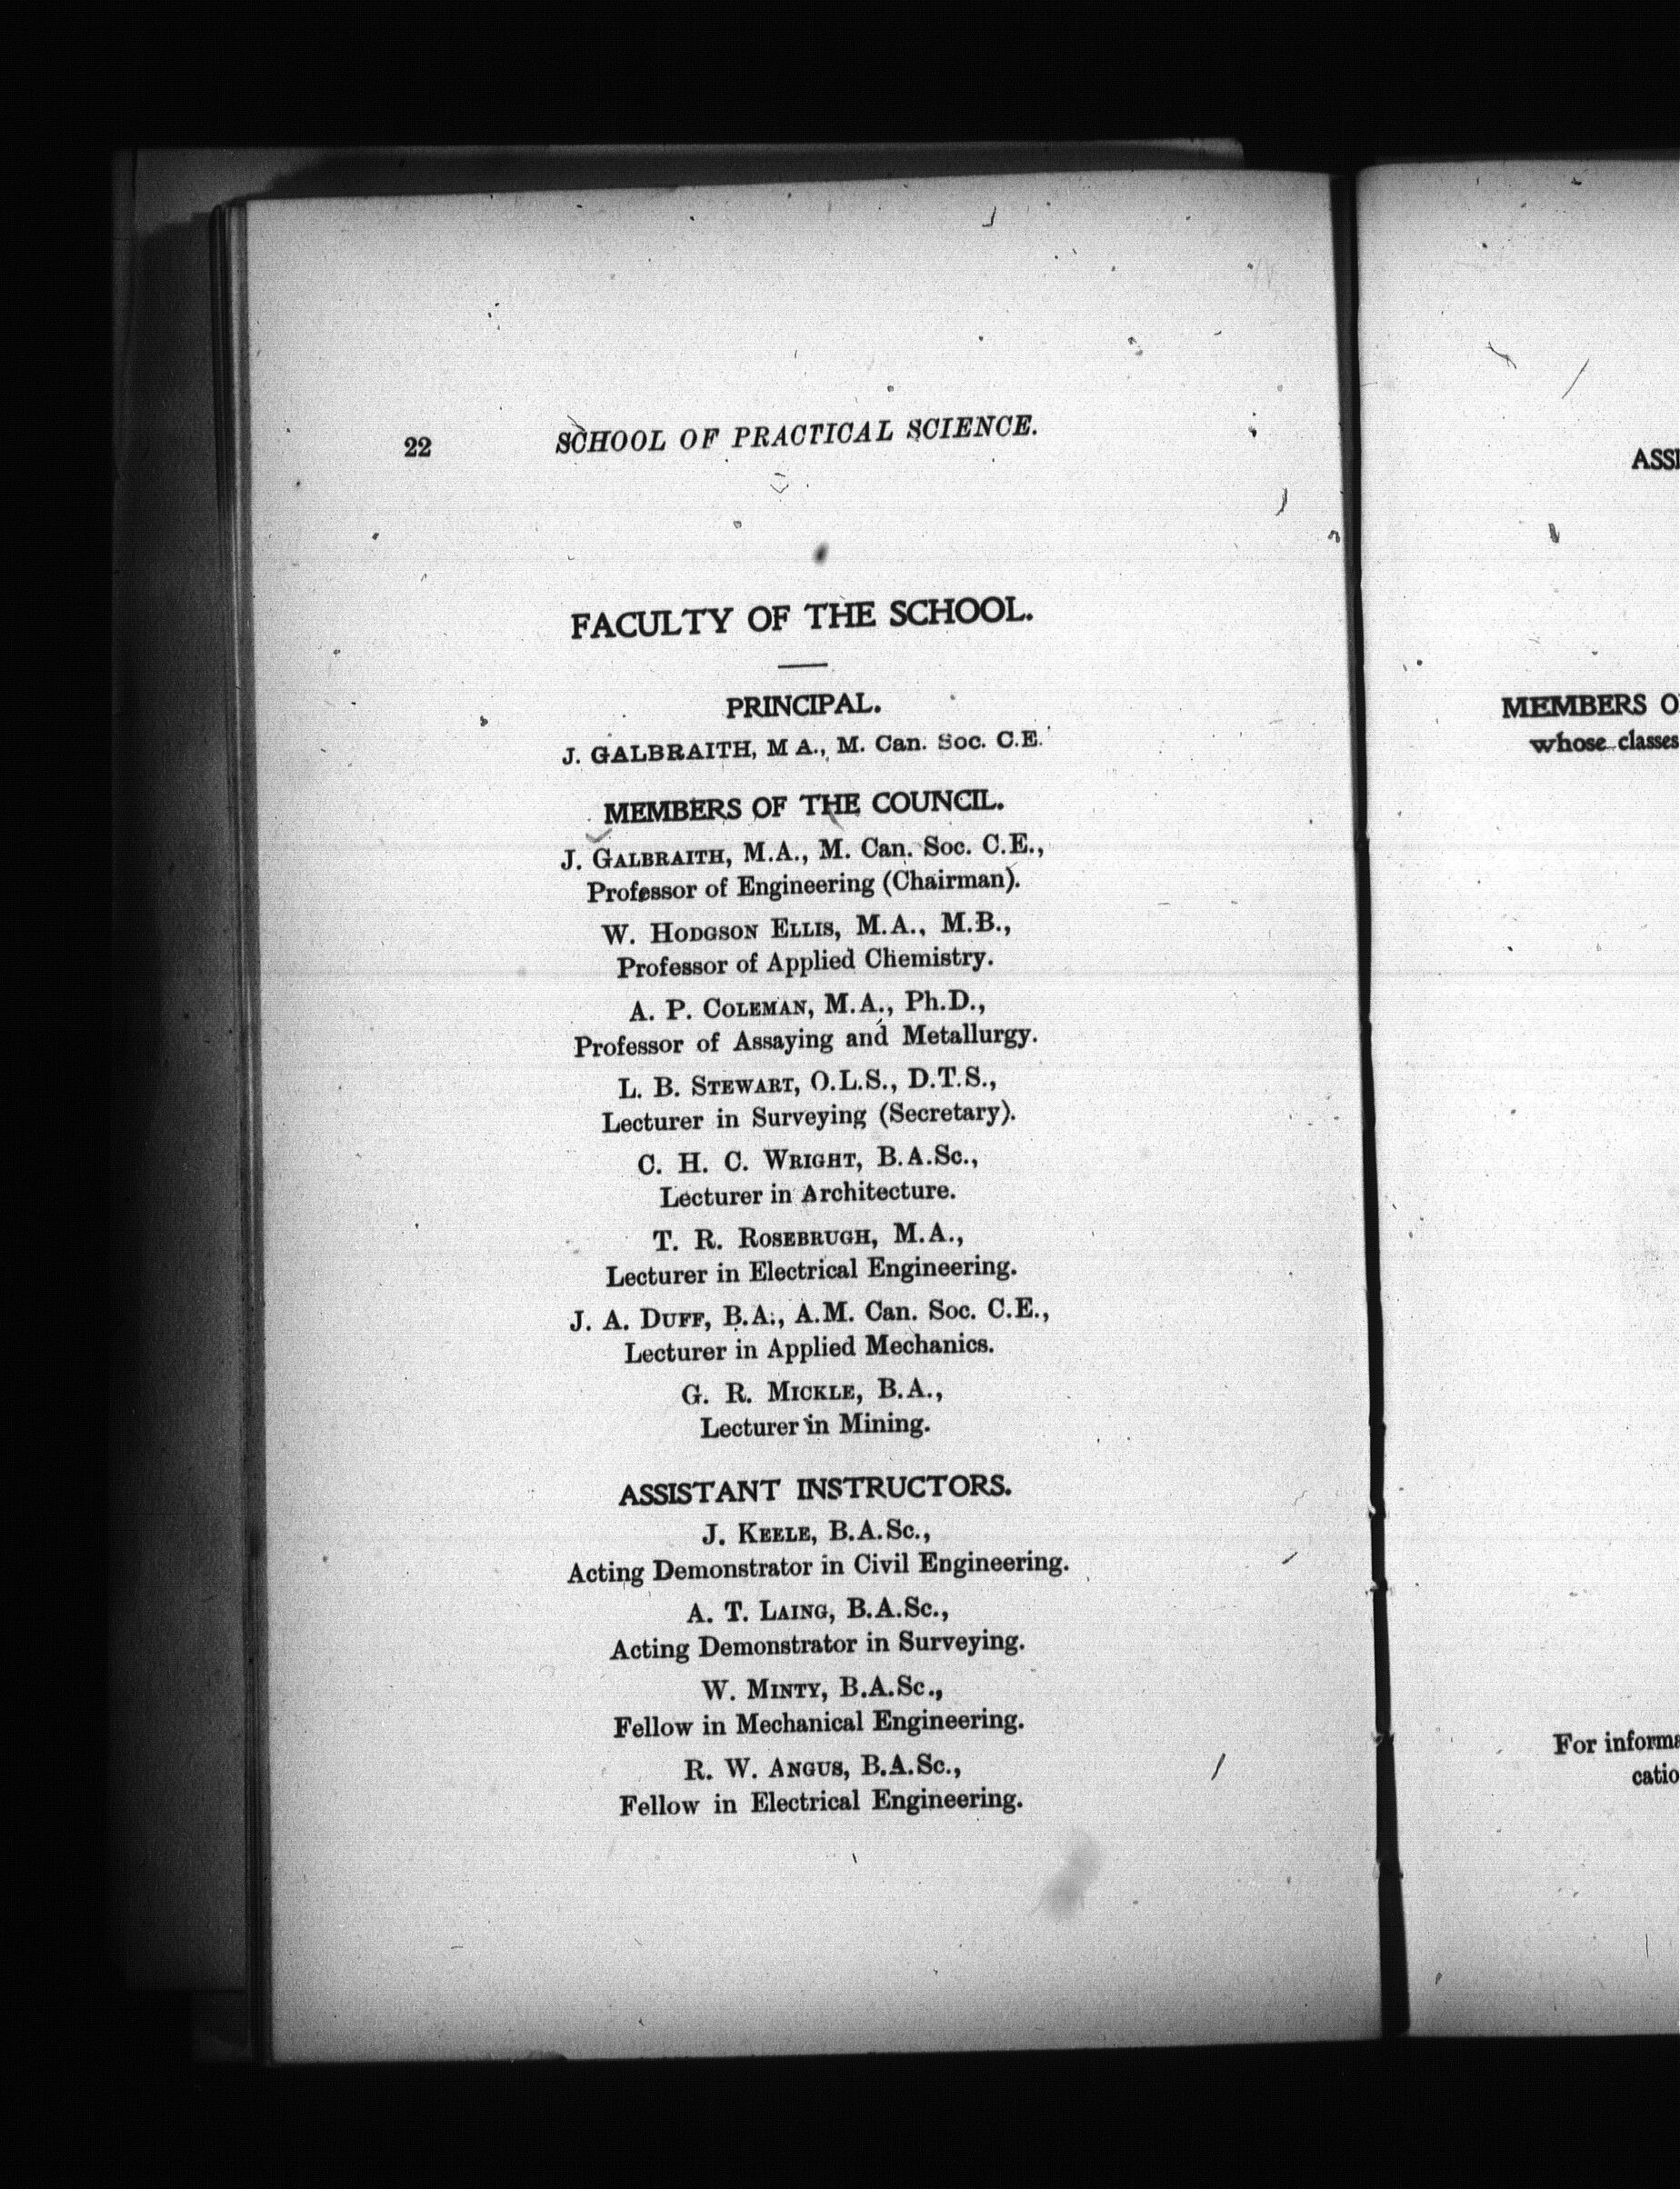 22 SCHOOL OF PRACTICAL SCIENCE.
FACULTY OF THE SCHOOL.
PRINCIPAL.
J. GALBRAITH, M A., M. Can. Soc. C.E.
MEMBERS OF THE COUNCIL.
J. GALBRAITH, M.A., M. Can. Soc. C.E.,
Professor of Engineering (Chairman).
W. HODGSON ELLIS, M.A., M.B.,
Professor of Applied Chemistry.
A. P. COLEMAN, M.A., Ph.D.,
Professor of Assaying and Metallurgy.
L. B. STEWART, O.L.S., D.T.S.,
Lecturer in Surveying (Secretary).
C. H. C. WRIGHT, B.A.Sc.,
Lecturer in Architecture.
T. R. ROSEBRUGH, M.A.,
Lecturer in Electrical Engineering.
J. A. DUFF, B.A., A.M. Can. Soc. C.E.,
Lecturer in Applied Mechanics.
G. R. MICKLE, B.A.,
Lecturer in Mining.
ASSISTANT INSTRUCTORS.
J. KEELE, B.A.Sc.,
Acting Demonstrator in Civil Engineering.
A. T. LAING, B.A.Sc.,
Acting Demonstrator in Surveying.
W. MINTY, B.A.Sc.,
Fellow in Mechanical Engineering.
R. W. ANGUS, B.A.Sc.,
Fellow in Electrical Engineering.
MEMBERS
whose classes
For